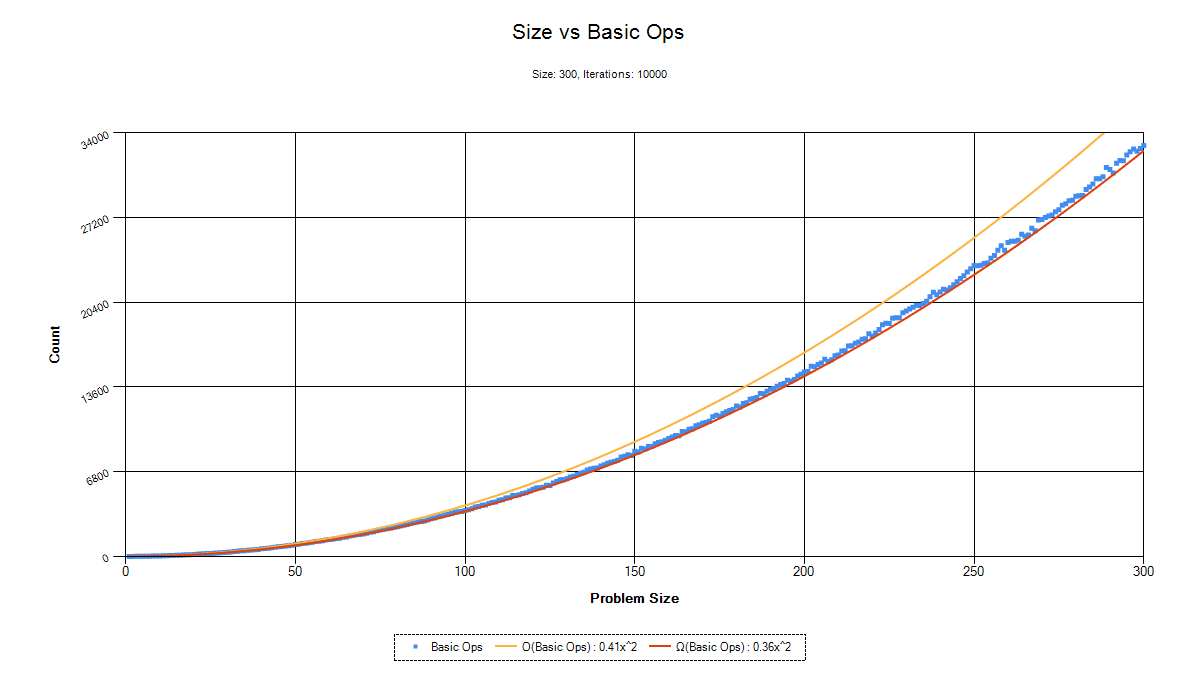 Size vs Basic Ops
Size: 300, Iterations: 10000
34000
27200
20400
13600
6800
0
Count
0 50 100 150 200 250 300
Problem Size
Basic Ops O(Basic Ops) : 0.41x^2 Ω(Basic Ops) : 0.36x^2